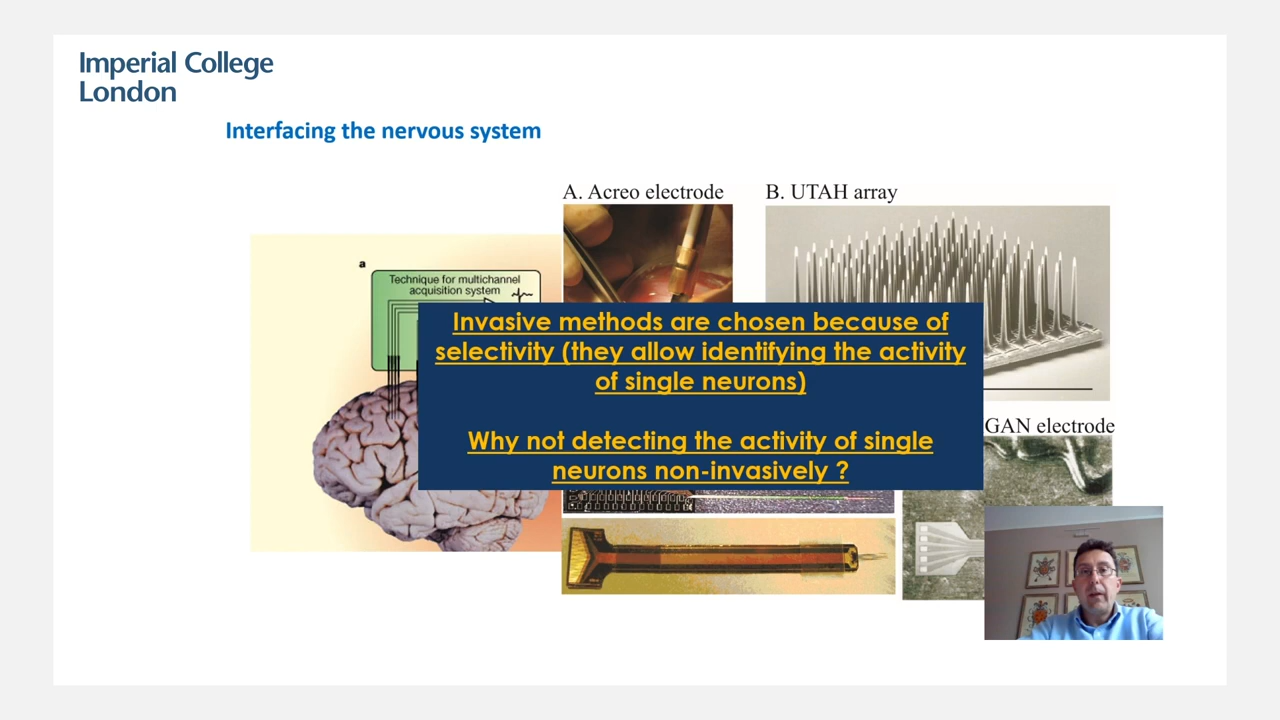 Imperial College
London
Interfacing the nervous system
A. Acreo electrode
B. UTAH array
a
Technique for multichannel
acquisition system
Invasive methods are chosen because of
selectivity (they allow identifying the activity
of single neurons)
Why not detecting the activity of single
neurons non-invasively ?
GAN electrode